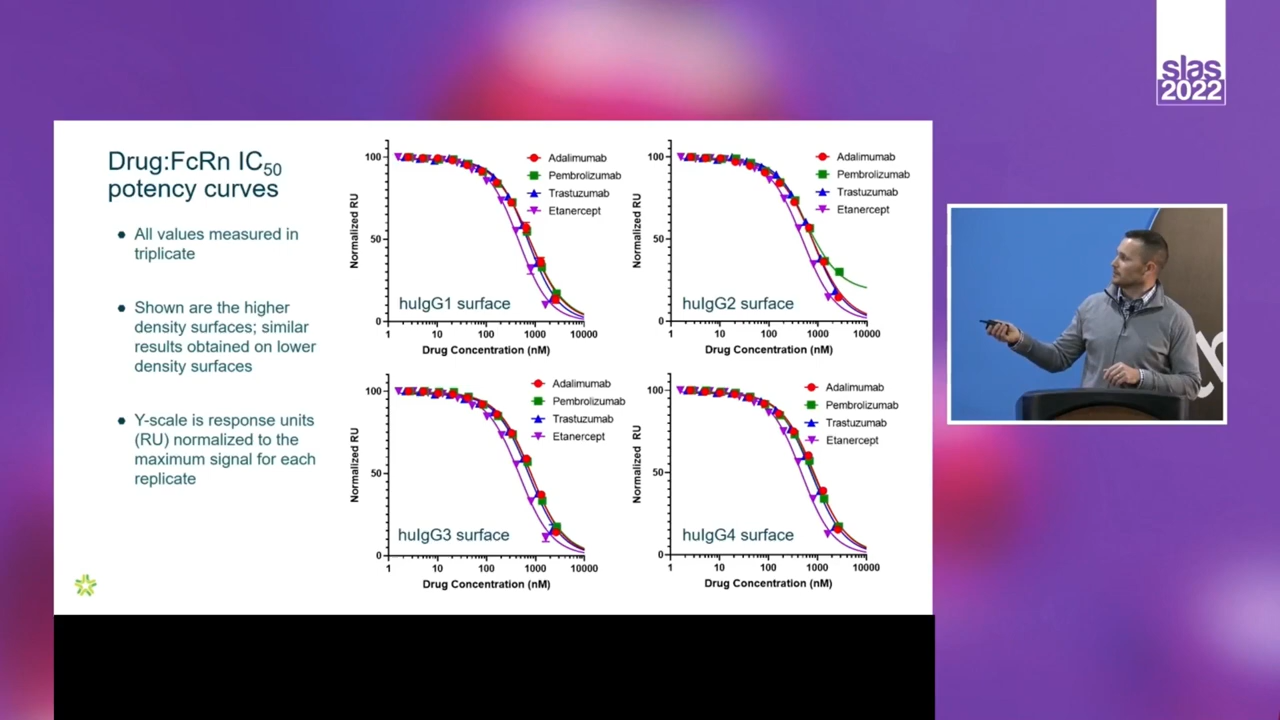 slas
2022
Drug:FcRn IC50
potency curves
● All values measured in
triplicate
● Shown are the higher
density surfaces; similar
results obtained on lower
density surfaces
● Y-scale is response units
(RU) normalized to the
maximum signal for each
replicate
Normalized RU
100
50
0
Adalimumab
Pembrolizumab
Trastuzumab
Etanercept
huIgG1 surface
1 10 100 1000 10000
Drug Concentration (nM)
Normalized RU
100
50
0
Adalimumab
Pembrolizumab
Trastuzumab
Etanercept
huIgG2 surface
1 10 100 1000 10000
Drug Concentration (nM)
Normalized RU
100
50
0
Adalimumab
Pembrolizumab
Trastuzumab
Etanercept
huIgG3 surface
1 10 100 1000 10000
Drug Concentration (nM)
Normalized RU
100
50
0
Adalimumab
Pembrolizumab
Trastuzumab
Etanercept
huIgG4 surface
1 10 100 1000 10000
Drug Concentration (nM)